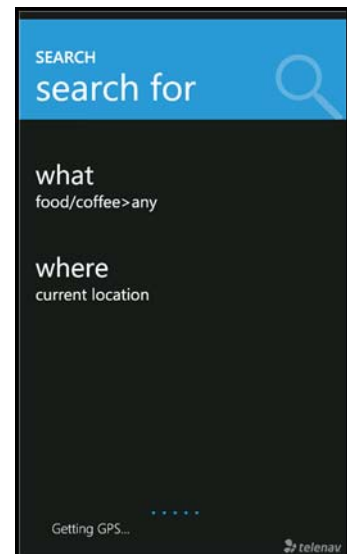 SEARCH
search for
what
food/coffee>any
where
current location
Getting GPS...
telenav